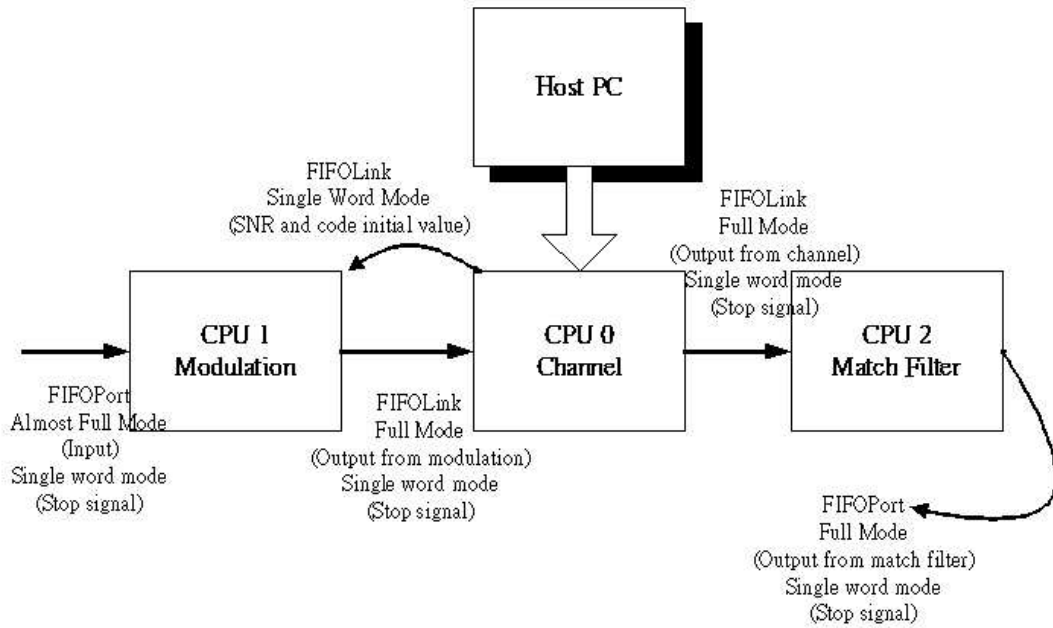 Host PC
FIFOLink
Single Word Mode
(SNR and code initial value)
FIFOLink
Full Mode
(Output from channel)
Single word mode
(Stop signal)
CPU 1
Modulation
CPU 0
Channel
CPU 2
Match Filter
FIFOPort
Almost Full Mode
(Input)
Single word mode
(Stop signal)
FIFOLink
Full Mode
(Output from modulation)
Single word mode
(Stop signal)
FIFOPort
Full Mode
(Output from match filter)
Single word mode
(Stop signal)